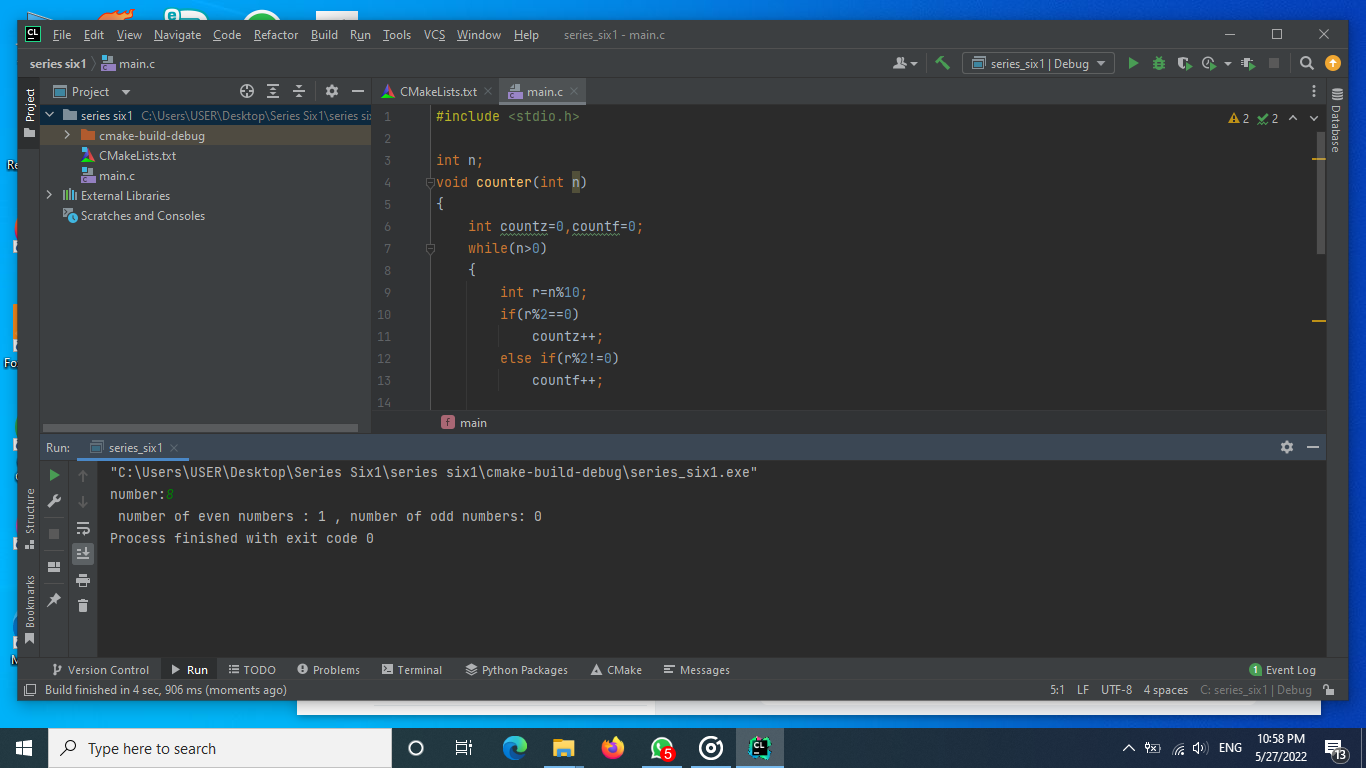 File Edit View Navigate Code Refactor Build Run Tools VCS Window Help series_six1 - main.c
series six1 main.c series_six1 | Debug
Project CMakeLists.txt main.c
Project
Database
series six1 C:\Users\USER\Desktop\Series Six1\series si
cmake-build-debug
CMakeLists.txt
main.c
External Libraries
Scratches and Consoles
2 2
1 #include <stdio.h>
2
3 int n;
4 void counter(int n)
5 {
6 int countz=0,countf=0;
7 while(n>0)
8 {
9 int r=n%10;
10 if(r%2==0)
11 countz++;
12 else if(r%2!=0)
13 countf++;
14
f main
Run: series_six1
"C:\Users\USER\Desktop\Series Six1\series six1\cmake-build-debug\series_six1.exe"
number:8
number of even numbers : 1 , number of odd numbers: 0
Process finished with exit code 0
Structure
Bookmarks
Version Control Run TODO Problems Terminal Python Packages CMake Messages 1 Event Log
Build finished in 4 sec, 906 ms (moments ago) 5:1 LF UTF-8 4 spaces C: series_six1 | Debug
Type here to search 5 CL ENG 10:58 PM
5/27/2022 13